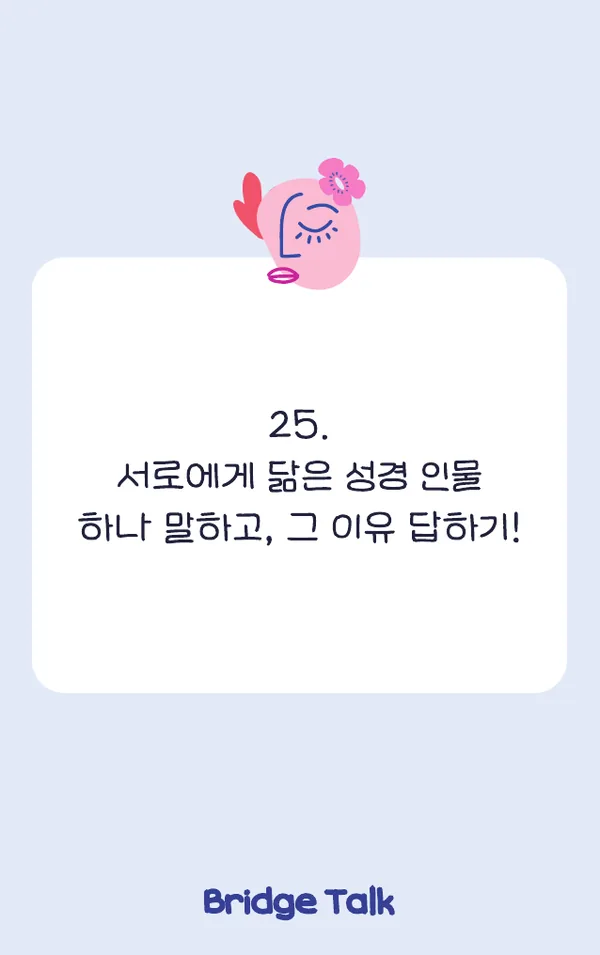 25.
서로에게 닮은 성경 인물
하나 말하고, 그 이유 답하기!
Bridge Talk